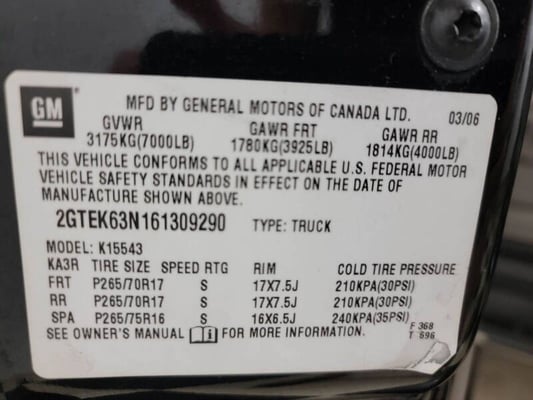 GM
MFD BY GENERAL MOTORS OF CANADA LTD. 03/06
GVWR GAWR FRT GAWR RR
3175KG(7000LB) 1780KG(3925LB) 1814KG(4000LB)
THIS VEHICLE CONFORMS TO ALL APPLICABLE U.S. FEDERAL MOTOR
VEHICLE SAFETY STANDARDS IN EFFECT ON THE DATE OF
MANUFACTURE SHOWN ABOVE.
2GTEK63N161309290 TYPE: TRUCK
MODEL: K15543
KA3R TIRE SIZE SPEED RTG RIM COLD TIRE PRESSURE
FRT P265/70R17 S 17X7.5J 210KPA(30PSI)
RR P265/70R17 S 17X7.5J 210KPA(30PSI)
SPA P265/75R16 S 16X6.5J 240KPA(35PSI)
SEE OWNER'S MANUAL FOR MORE INFORMATION. F 368
T 696